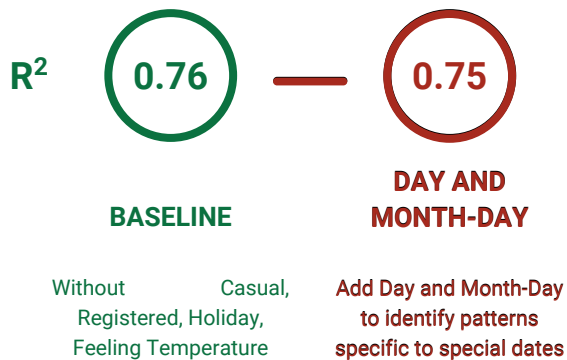 R² 0.76 0.75
BASELINE
DAY AND
MONTH-DAY
Without Casual,
Registered, Holiday,
Feeling Temperature
Add Day and Month-Day
to identify patterns
specific to special dates